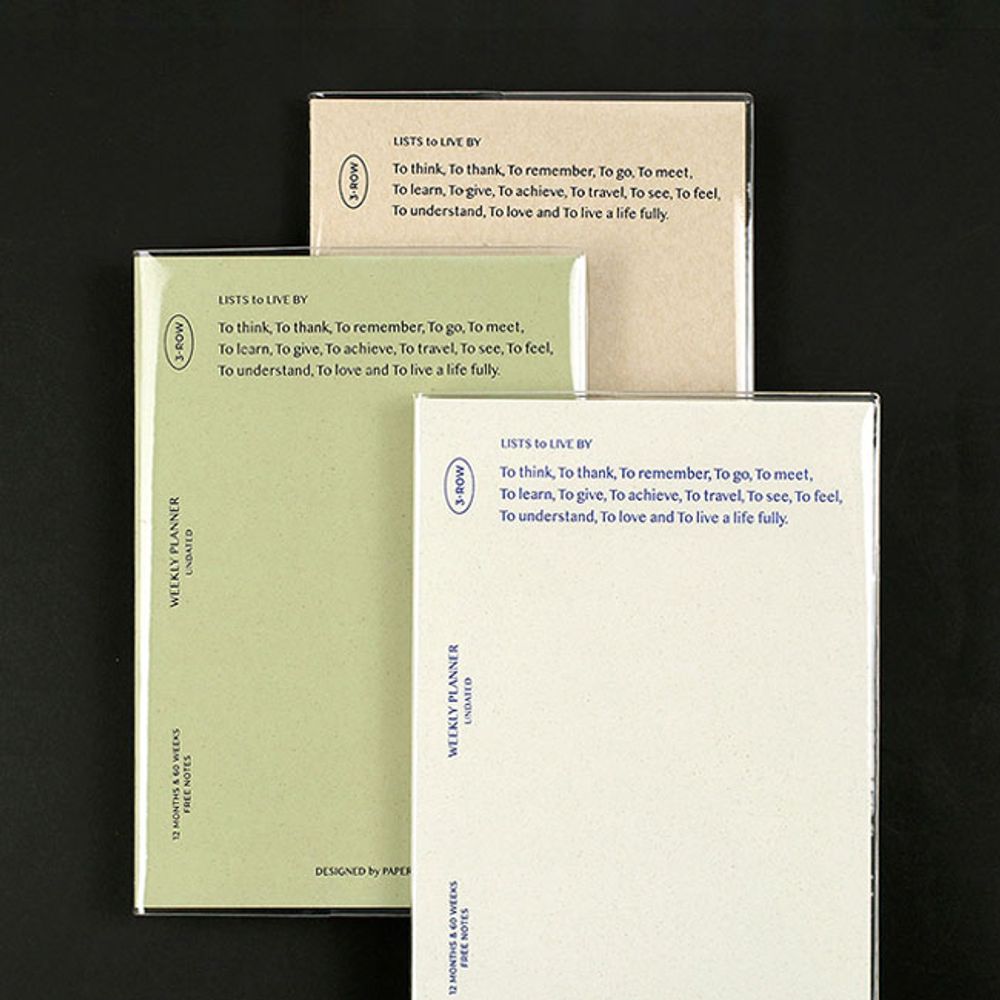 LISTS to LIVE BY
3-ROW
To think, To thank, To remember, To go, To meet,
To learn, To give, To achieve, To travel, To see, To feel,
To understand, To love and To live a life fully.
LISTS to LIVE BY
3-ROW
To think, To thank, To remember, To go, To meet,
To learn, To give, To achieve, To travel, To see, To feel,
To understand, To love and To live a life fully.
WEEKLY PLANNER
UNDATED
12 MONTHS & 60 WEEKS
FREE NOTES
DESIGNED by PAPER
LISTS to LIVE BY
3-ROW
To think, To thank, To remember, To go, To meet,
To learn, To give, To achieve, To travel, To see, To feel,
To understand, To love and To live a life fully.
WEEKLY PLANNER
UNDATED
12 MONTHS & 60 WEEKS
FREE NOTES